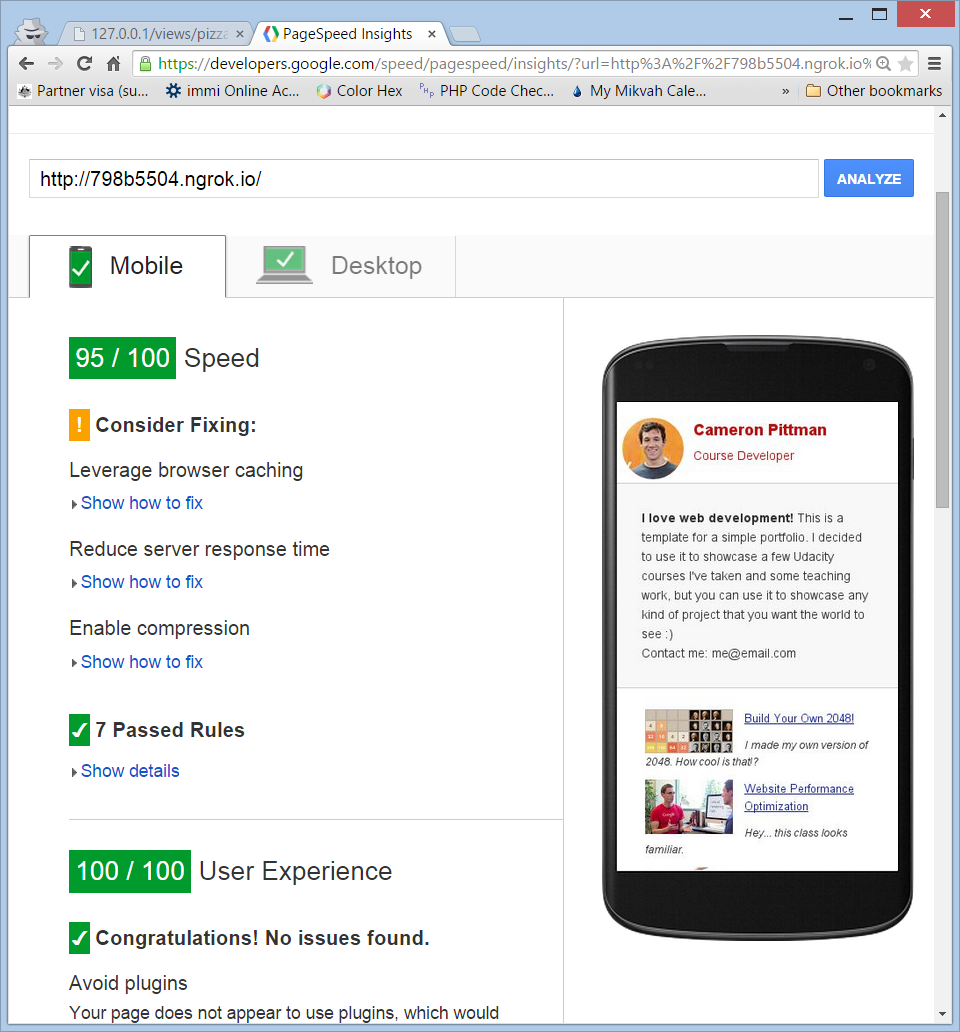 127.0.0.1/views/pizza
PageSpeed Insights
https://developers.google.com/speed/pagespeed/insights/?url=http%3A%2F%2F798b5504.ngrok.io%
Partner visa (su...
immi Online Ac...
Color Hex
PHP Code Chec...
My Mikvah Cale...
»
Other bookmarks
http://798b5504.ngrok.io/
ANALYZE
Mobile
Desktop
95 / 100 Speed
! Consider Fixing:
Leverage browser caching
Show how to fix
Reduce server response time
Show how to fix
Enable compression
Show how to fix
7 Passed Rules
Show details
100 / 100 User Experience
Congratulations! No issues found.
Avoid plugins
Your page does not appear to use plugins, which would
Cameron Pittman
Course Developer
I love web development! This is a
template for a simple portfolio. I decided
to use it to showcase a few Udacity
courses I've taken and some teaching
work, but you can use it to showcase any
kind of project that you want the world to
see :)
Contact me: me@email.com
Build Your Own 2048!
I made my own version of
2048. How cool is that!?
Website Performance
Optimization
Hey... this class looks
familiar.